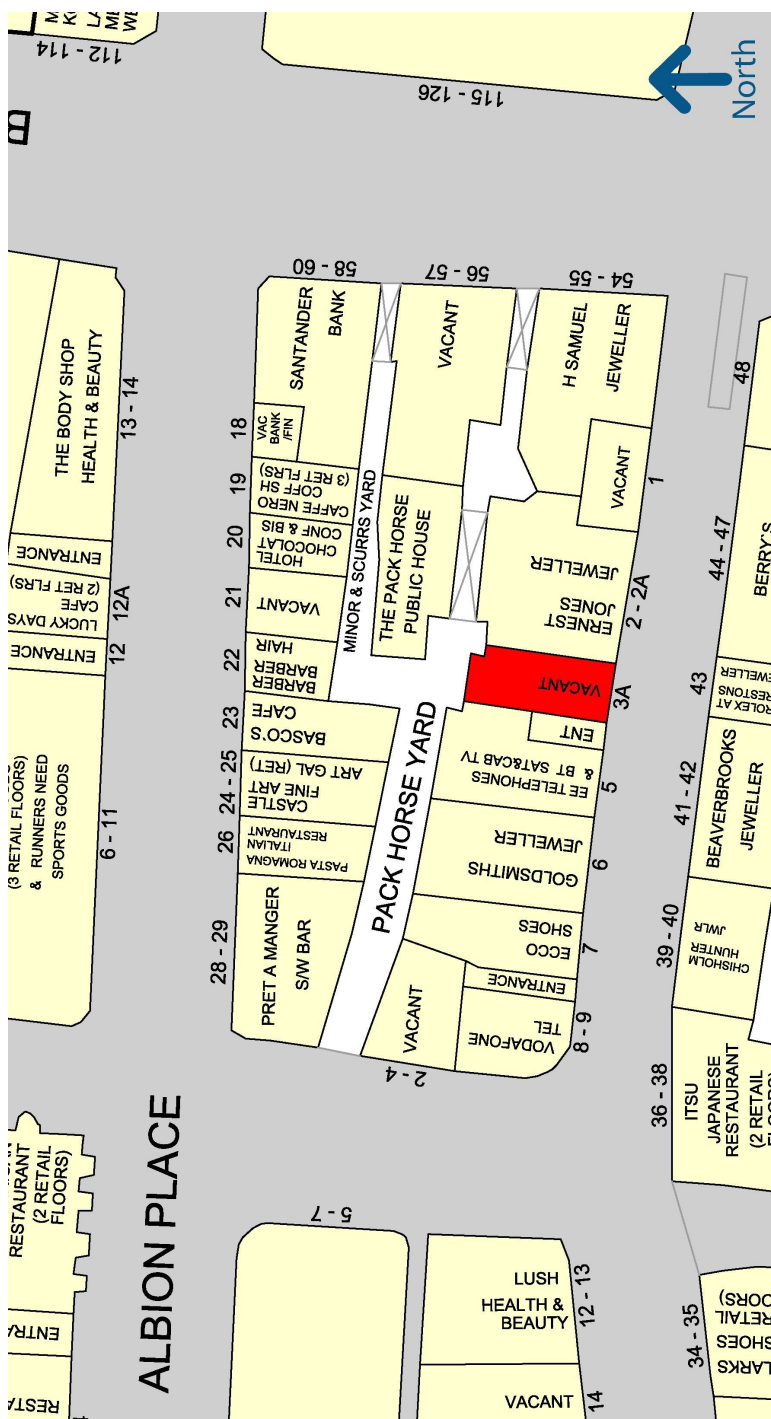 112 - 114
115 - 126
North
B
THE BODY SHOP
HEALTH & BEAUTY
13 - 14
ENTRANCE
LUCKY DAYS
CAFE
(2 RET FLRS)
12A
ENTRANCE
12
(3 RETAIL FLOORS)
& RUNNERS NEED
SPORTS GOODS
6 - 11
58 - 60
56 - 57
54 - 55
SANTANDER
BANK
VACANT
H SAMUEL
JEWELLER
18
VAC
BANK
/FIN
19
CAFFE NERO
COFF SH
(3 RET FLRS)
20
HOTEL
CHOCOLAT
CONF & BIS
21
VACANT
22
BARBER
BARBER
HAIR
23
BASCO'S
CAFE
24 - 25
CASTLE
FINE ART
ART GAL (RET)
26
PASTA ROMAGNA
ITALIAN
RESTAURANT
28 - 29
PRET A MANGER
S/W BAR
MINOR & SCURRS YARD
THE PACK HORSE
PUBLIC HOUSE
PACK HORSE YARD
VACANT
1
ERNEST
JONES
JEWELLER
2 - 2A
VACANT
3A
ENT
EE TELEPHONES
& BT SAT&CAB TV
5
GOLDSMITHS
JEWELLER
6
ECCO
SHOES
7
ENTRANCE
VODAFONE
TEL
8 - 9
VACANT
2 - 4
48
44 - 47
BERRY'S
43
ROLEX AT
PRESTONS
JEWELLER
41 - 42
BEAVERBROOKS
JEWELLER
39 - 40
CHISHOLM
HUNTER
JWLR
36 - 38
ITSU
JAPANESE
RESTAURANT
(2 RETAIL
RESTAURANT
(2 RETAIL
FLOORS)
ALBION PLACE
5 - 7
LUSH
HEALTH &
BEAUTY
12 - 13
VACANT
14
34 - 35
SHOES